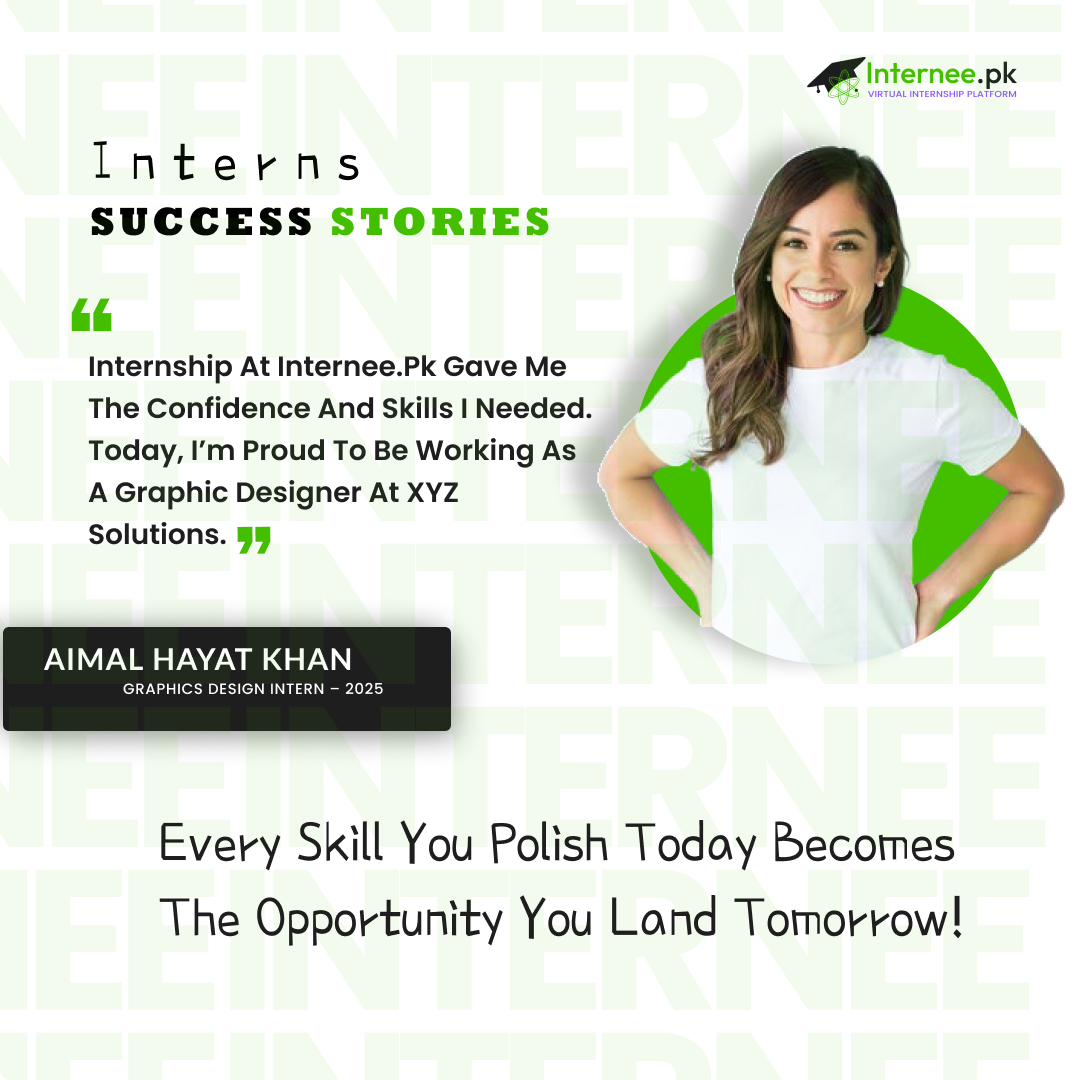 Internee.pk
VIRTUAL INTERNSHIP PLATFORM
Interns
SUCCESS STORIES
❝
Internship At Internee.Pk Gave Me
The Confidence And Skills I Needed.
Today, I’m Proud To Be Working As
A Graphic Designer At XYZ
Solutions. ❞
AIMAL HAYAT KHAN
GRAPHICS DESIGN INTERN – 2025
Every Skill You Polish Today Becomes
The Opportunity You Land Tomorrow!